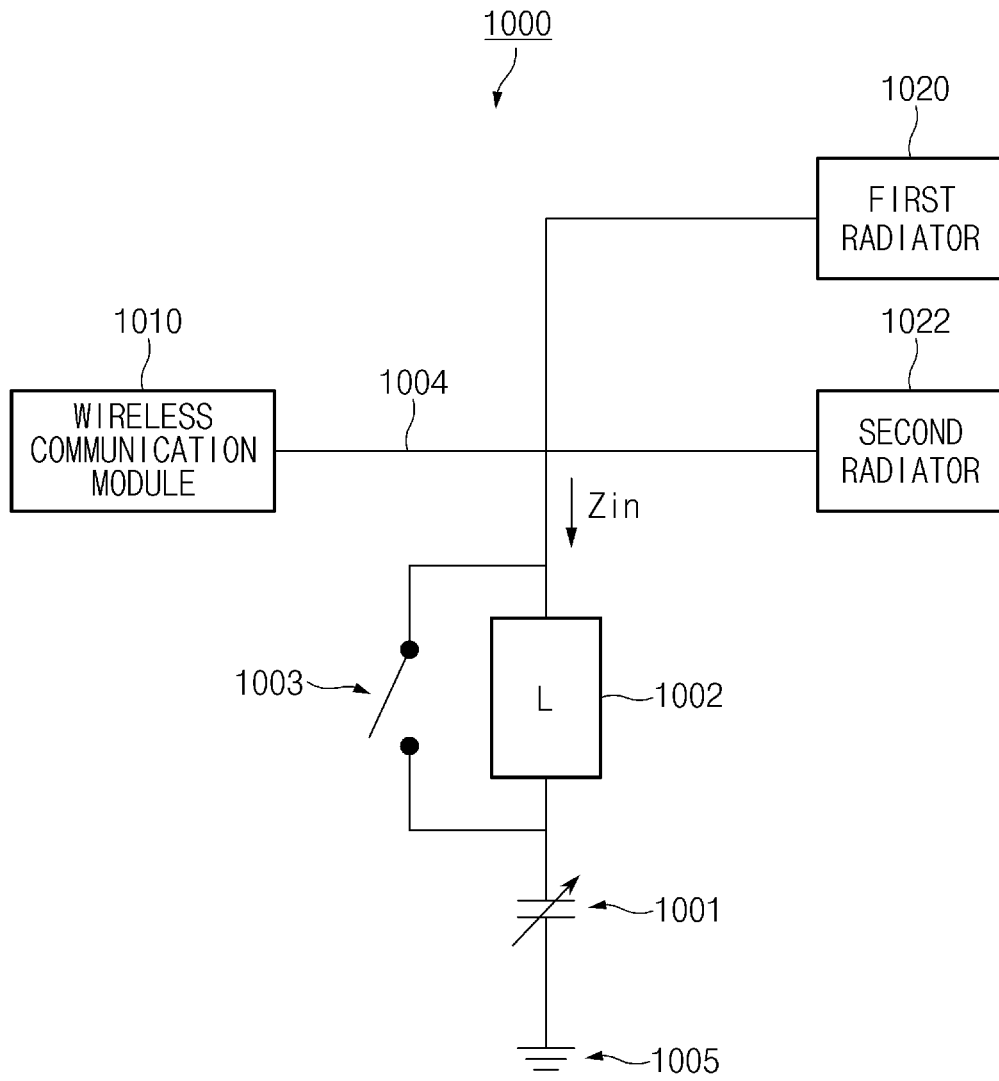 1000
1020
FIRST
RADIATOR
1010
1004
1022
WIRELESS
COMMUNICATION
MODULE
SECOND
RADIATOR
Zin
1003
L
1002
1001
1005